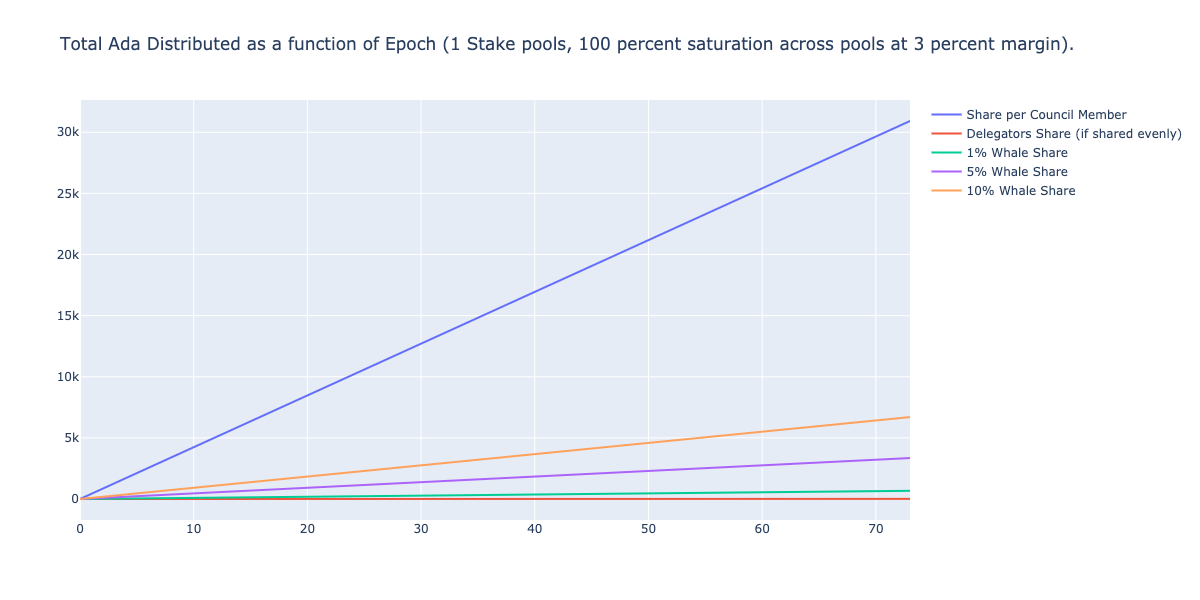 Total Ada Distributed as a function of Epoch (1 Stake pools, 100 percent saturation across pools at 3 percent margin).
Share per Council Member
Delegators Share (if shared evenly)
1% Whale Share
5% Whale Share
10% Whale Share
30k
25k
20k
15k
10k
5k
0
0 10 20 30 40 50 60 70